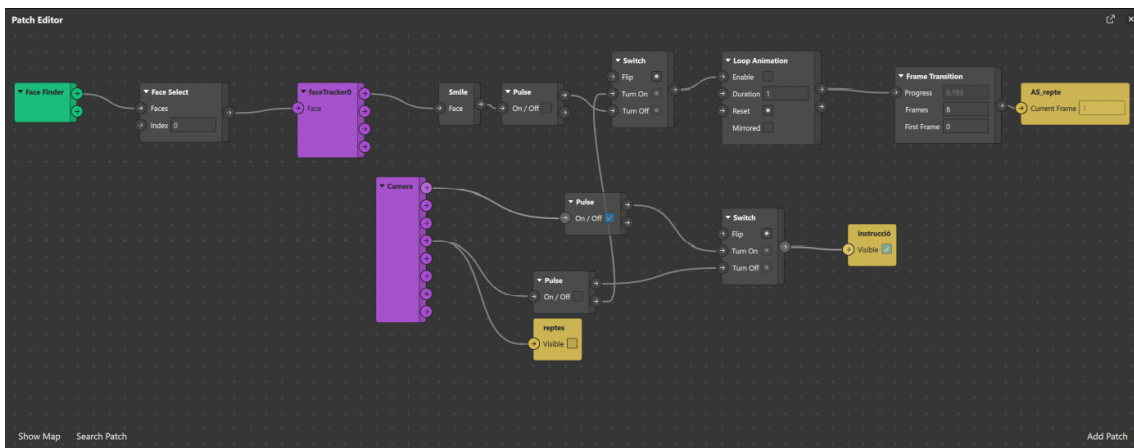 Patch Editor
Face Finder
Face Select
Faces
Index 0
faceTracker0
Face
Smile
Face
Pulse
On / Off
Switch
Flip
Turn On
Turn Off
Loop Animation
Enable
Duration 1
Reset
Mirrored
Frame Transition
Progress 0.193
Frames 8
First Frame 0
AS_repte
Current Frame 1
Camera
Pulse
On / Off
Switch
Flip
Turn On
Turn Off
instrucció
Visible
Pulse
On / Off
reptes
Visible
Show Map Search Patch Add Patch